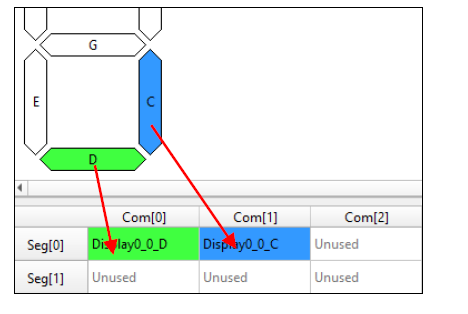 G
E C
D
Com[0] Com[1] Com[2]
Seg[0] Display0_0_D Display0_0_C Unused
Seg[1] Unused Unused Unused